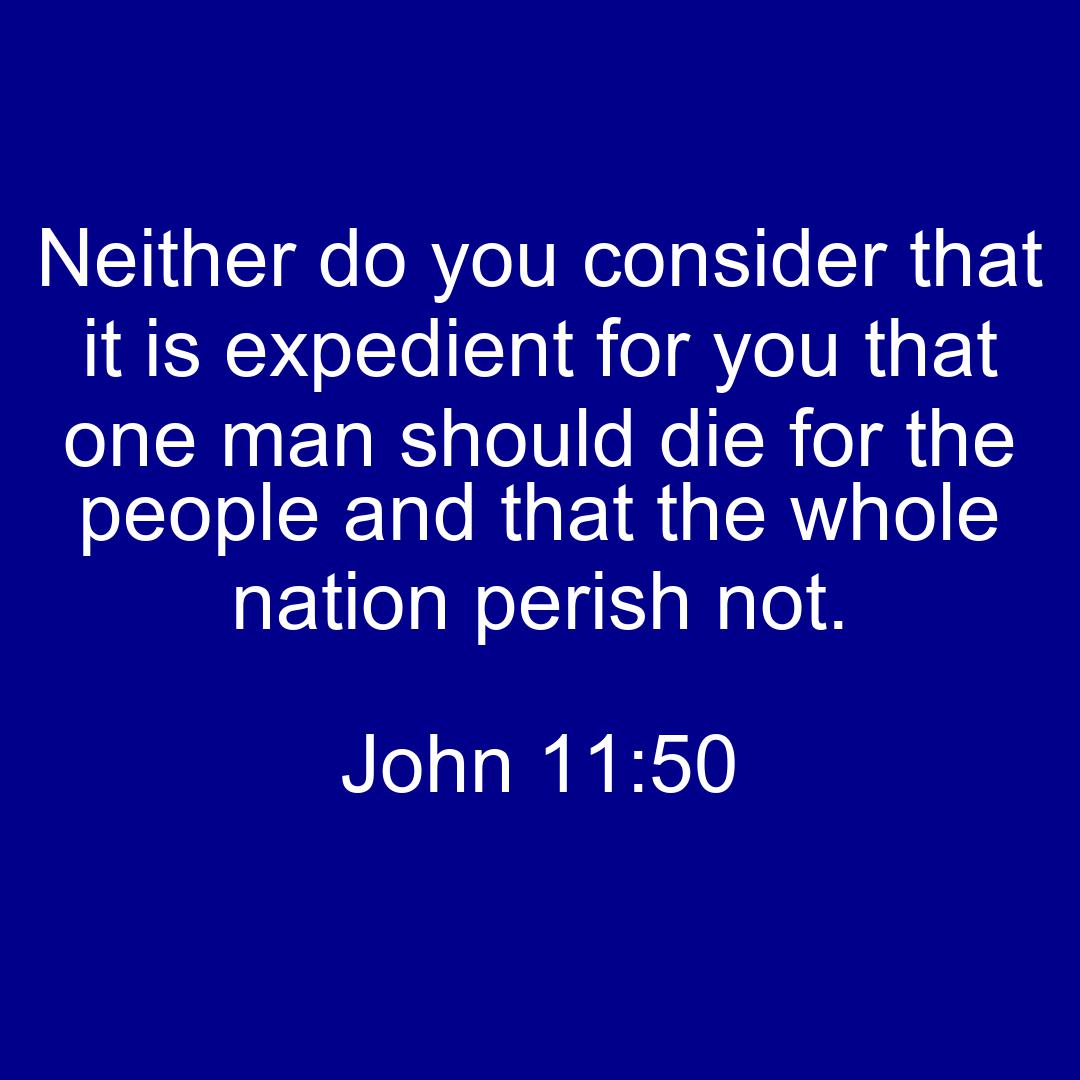 Neither do you consider that
it is expedient for you that
one man should die for the
people and that the whole
nation perish not.
John 11:50